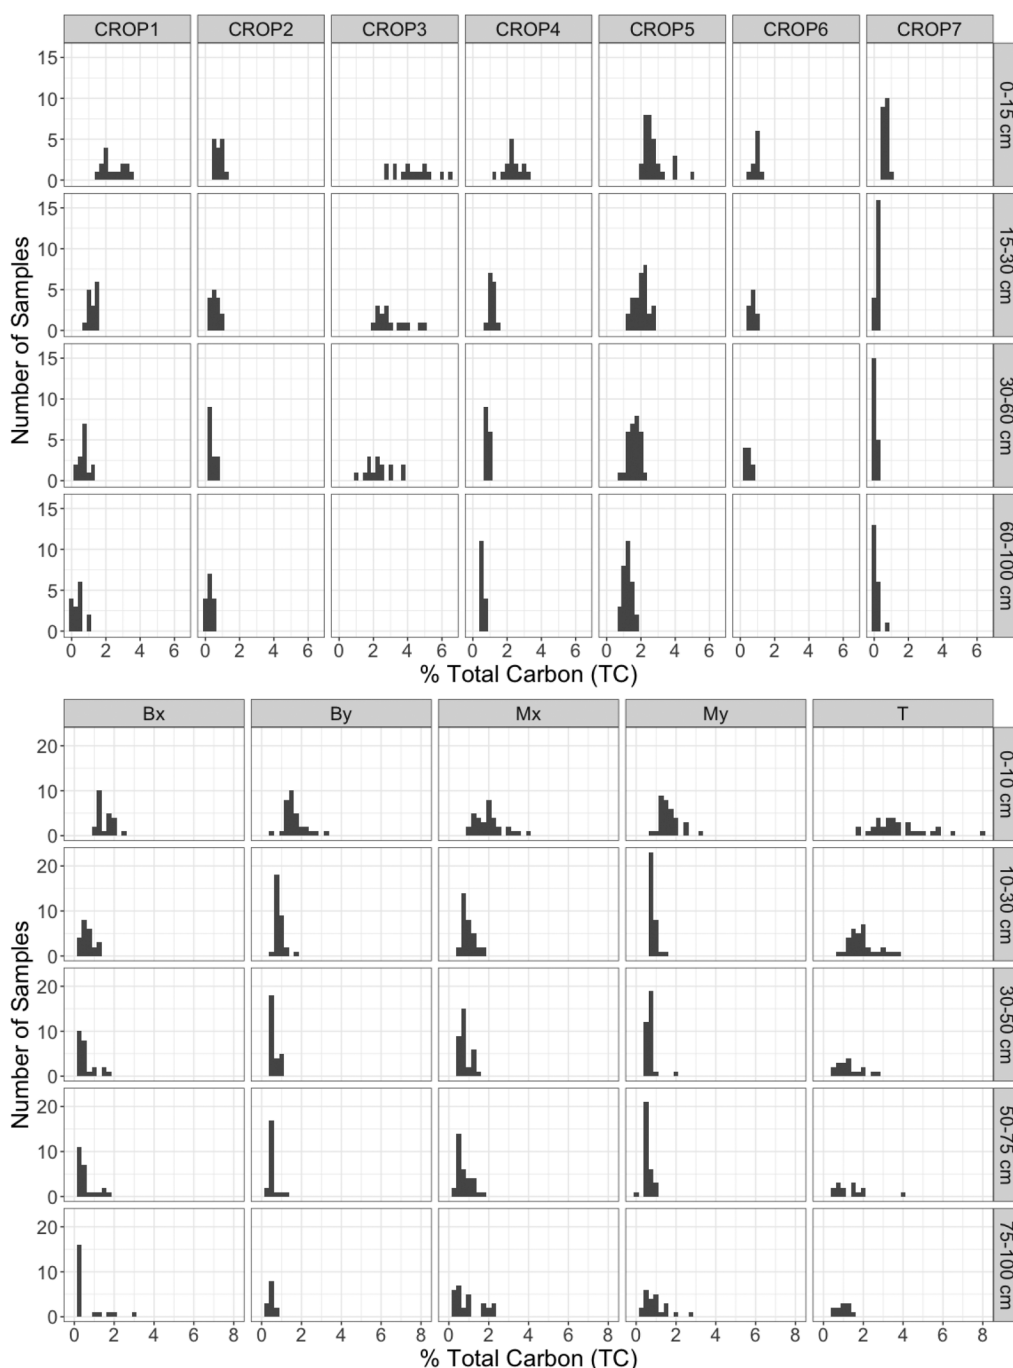 CROP1 CROP2 CROP3 CROP4 CROP5 CROP6 CROP7
15
10
5
0
0-15 cm
15
10
5
0
15-30 cm
Number of Samples
15
10
5
0
30-60 cm
15
10
5
0
60-100 cm
0 2 4 6 0 2 4 6 0 2 4 6 0 2 4 6 0 2 4 6 0 2 4 6 0 2 4 6
% Total Carbon (TC)
Bx By Mx My T
20
10
0
0-10 cm
20
10
0
10-30 cm
Number of Samples
20
10
0
30-50 cm
20
10
0
50-75 cm
20
10
0
75-100 cm
0 2 4 6 8 0 2 4 6 8 0 2 4 6 8 0 2 4 6 8 0 2 4 6 8
% Total Carbon (TC)